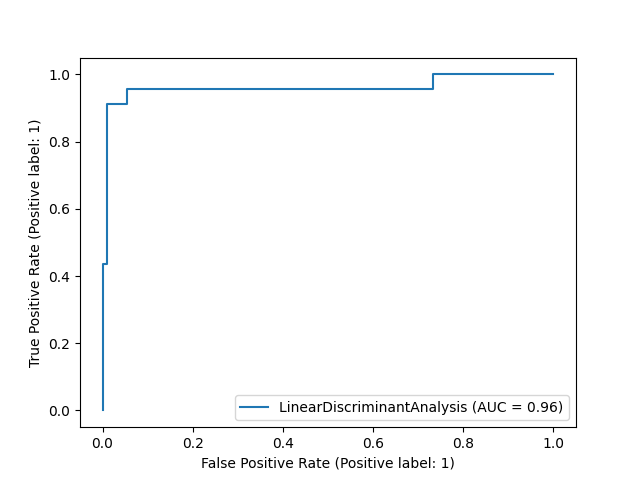 1.0
0.8
0.6
0.4
0.2
0.0
True Positive Rate (Positive label: 1)
LinearDiscriminantAnalysis (AUC = 0.96)
0.0 0.2 0.4 0.6 0.8 1.0
False Positive Rate (Positive label: 1)